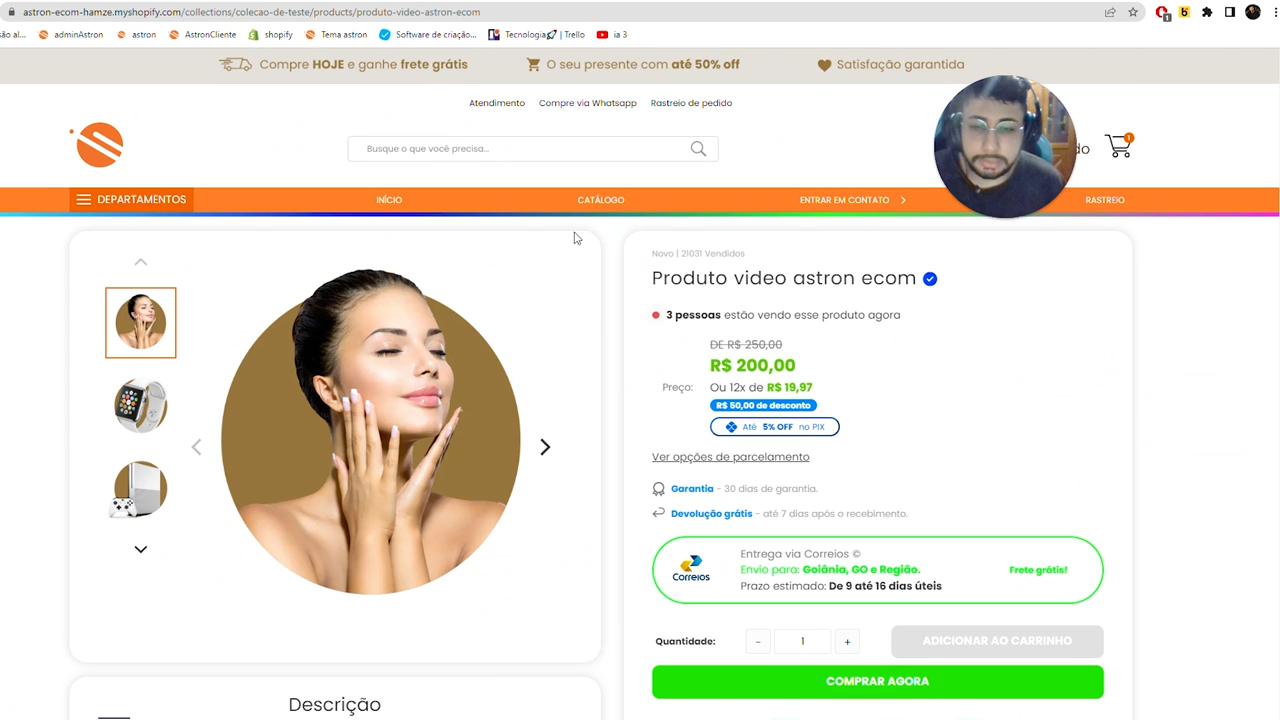 astron-ecom-hamze.myshopify.com/collections/colecao-de-teste/products/produto-video-astron-ecom
1
são al...
adminAstron
astron
AstronCliente
shopify
Tema astron
Software de criação...
Tecnologia🚀 | Trello
ia 3
Compre HOJE e ganhe frete grátis
O seu presente com até 50% off
Satisfação garantida
Atendimento
Compre via Whatsapp
Rastreio de pedido
Busque o que você precisa...
do
1
DEPARTAMENTOS
INÍCIO
CATÁLOGO
ENTRAR EM CONTATO
RASTREIO
Novo | 21031 Vendidos
Produto video astron ecom
3 pessoas estão vendo esse produto agora
DE R$ 250,00
R$ 200,00
Preço: Ou 12x de R$ 19,97
R$ 50,00 de desconto
Até 5% OFF no PIX
Ver opções de parcelamento
Garantia - 30 dias de garantia.
Devolução grátis - até 7 dias após o recebimento.
Correios
Entrega via Correios ©
Envio para: Goiânia, GO e Região.
Frete grátis!
Prazo estimado: De 9 até 16 dias úteis
Quantidade:
- 1 +
ADICIONAR AO CARRINHO
COMPRAR AGORA
Descrição